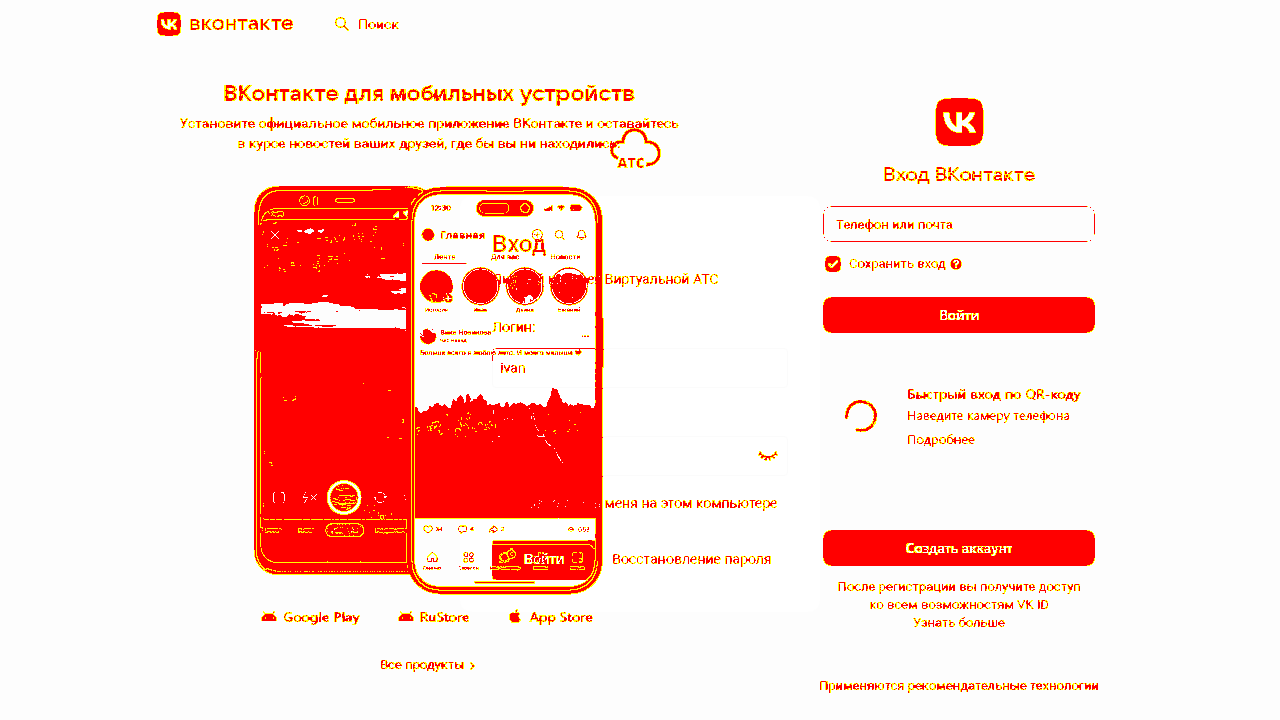 вконтакте
Поиск
ВКонтакте для мобильных устройств
Установите официальное мобильное приложение ВКонтакте и оставайтесь
в курсе новостей ваших друзей, где бы вы ни находились
АТС
Вход ВКонтакте
Телефон или почта
Сохранить вход
Войти
Главная
Вход
Виртуальной АТС
Логин:
ivan
Быстрый вход по QR-коду
Наведите камеру телефона
Подробнее
меня на этом компьютере
Войти
Восстановление пароля
Создать аккаунт
После регистрации вы получите доступ
ко всем возможностям VK ID
Узнать больше
Google Play
RuStore
App Store
Все продукты
Применяются рекомендательные технологии